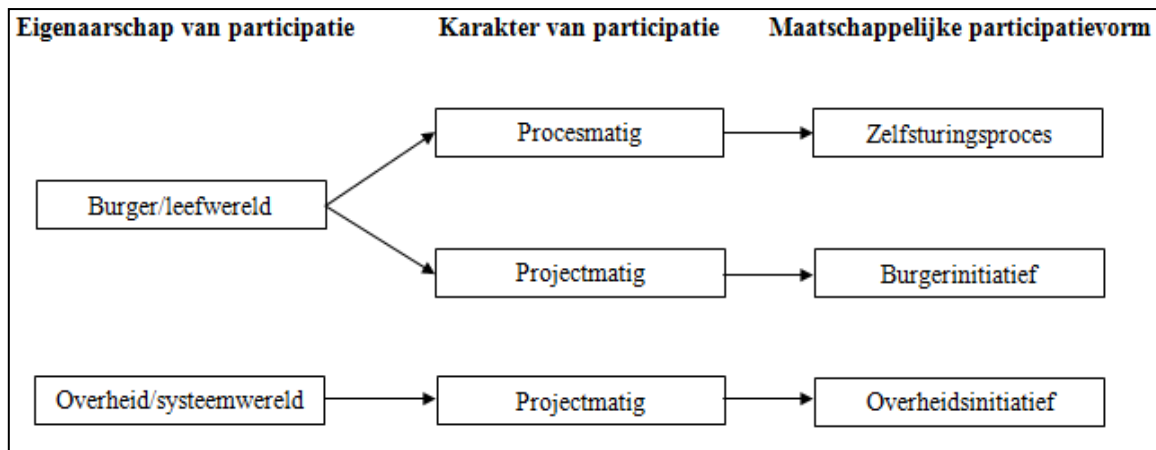 Eigenaarschap van participatie Karakter van participatie Maatschappelijke participatievorm
Procesmatig Zelfsturingsproces
Burger/leefwereld
Projectmatig Burgerinitiatief
Overheid/systeemwereld Projectmatig Overheidsinitiatief